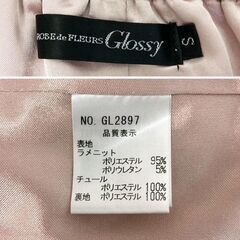 ROBE de FLEURS Glossy
S
NO. GL2897
品質表示
表地
ラメニット
ポリエステル 95%
ポリウレタン 5%
チュール
ポリエステル 100%
裏地 ポリエステル 100%